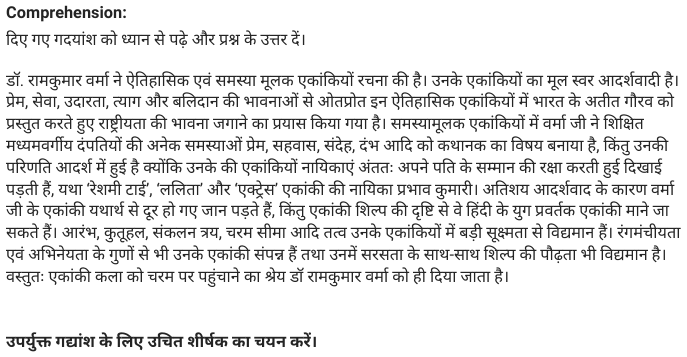 Comprehension:
दिए गए गदयांश को ध्यान से पढ़े और प्रश्न के उत्तर दें।
डॉ. रामकुमार वर्मा ने ऐतिहासिक एवं समस्या मूलक एकांकियों रचना की है। उनके एकांकियों का मूल स्वर आदर्शवादी है।
प्रेम, सेवा, उदारता, त्याग और बलिदान की भावनाओं से ओतप्रोत इन ऐतिहासिक एकांकियों में भारत के अतीत गौरव को
प्रस्तुत करते हुए राष्ट्रीयता की भावना जगाने का प्रयास किया गया है। समस्यामूलक एकांकियों में वर्मा जी ने शिक्षित
मध्यमवर्गीय दंपतियों की अनेक समस्याओं प्रेम, सहवास, संदेह, दंभ आदि को कथानक का विषय बनाया है, किंतु उनकी
परिणति आदर्श में हुई है क्योंकि उनके की एकांकियों नायिकाएं अंततः अपने पति के सम्मान की रक्षा करती हुई दिखाई
पड़ती हैं, यथा ‘रेशमी टाई’, ‘ललिता’ और ‘एक्ट्रेस’ एकांकी की नायिका प्रभाव कुमारी। अतिशय आदर्शवाद के कारण वर्मा
जी के एकांकी यथार्थ से दूर हो गए जान पड़ते हैं, किंतु एकांकी शिल्प की दृष्टि से वे हिंदी के युग प्रवर्तक एकांकी माने जा
सकते हैं। आरंभ, कुतूहल, संकलन त्रय, चरम सीमा आदि तत्व उनके एकांकियों में बड़ी सूक्ष्मता से विद्यमान हैं। रंगमंचीयता
एवं अभिनेयता के गुणों से भी उनके एकांकी संपन्न हैं तथा उनमें सरसता के साथ-साथ शिल्प की पौढ़ता भी विद्यमान है।
वस्तुतः एकांकी कला को चरम पर पहुंचाने का श्रेय डॉ रामकुमार वर्मा को ही दिया जाता है।
उपर्युक्त गद्यांश के लिए उचित शीर्षक का चयन करें।